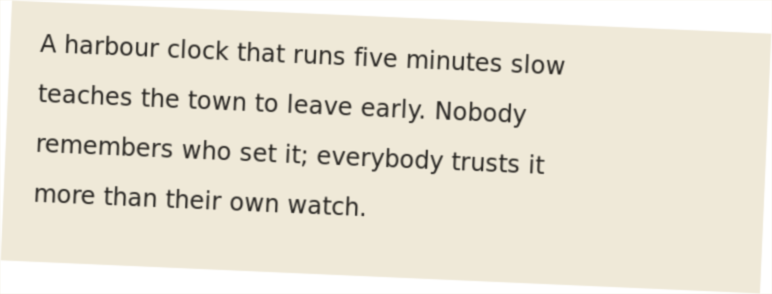 A harbour clock that runs five minutes slow
teaches the town to leave early. Nobody
remembers who set it; everybody trusts it
more than their own watch.